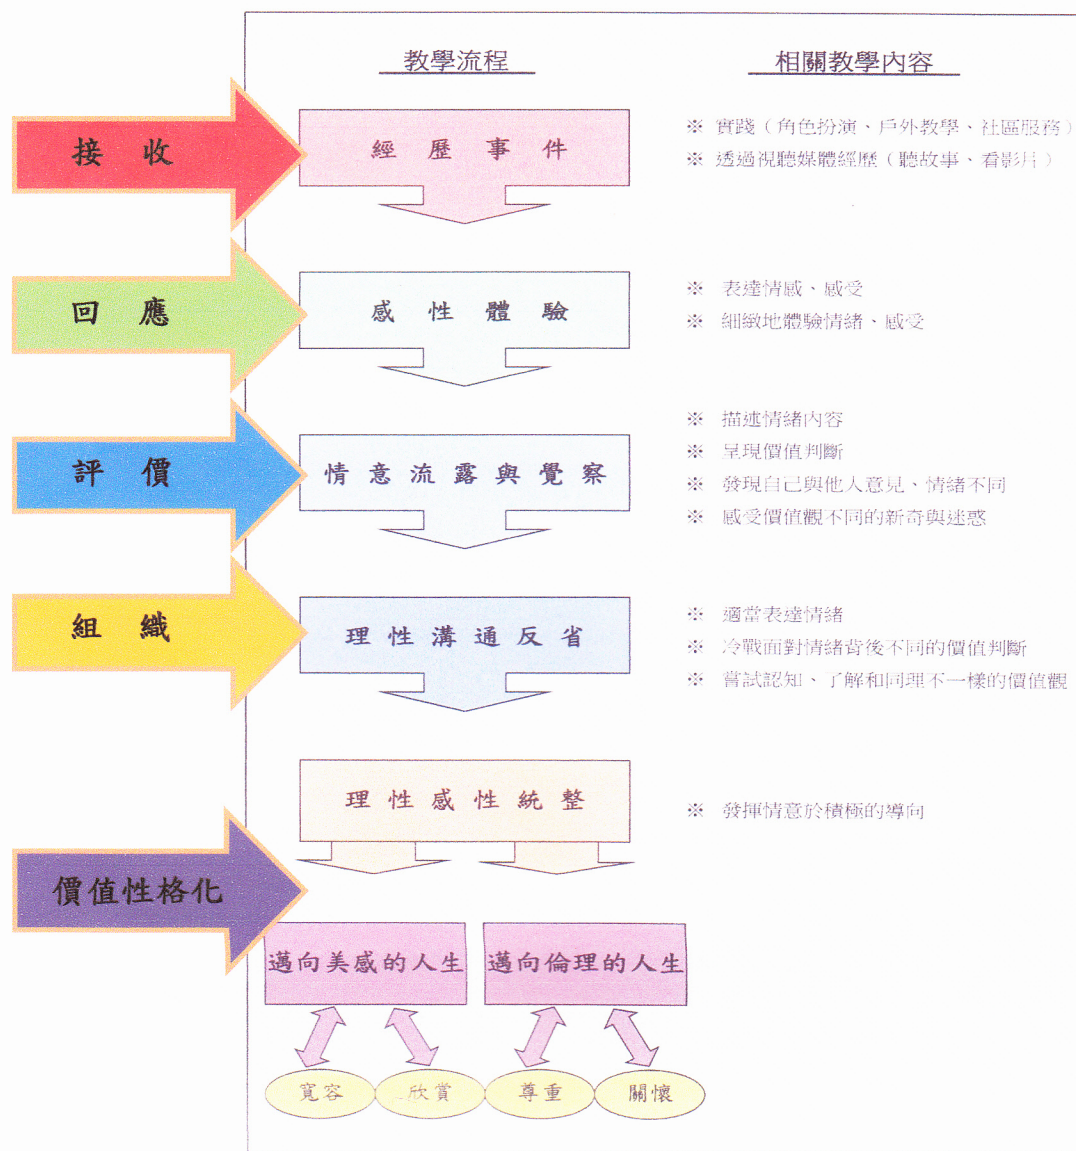 教學流程
相關教學內容
接 收
經 歷 事 件
※ 實踐（角色扮演、戶外教學、社區服務）
※ 透過視聽媒體經歷（聽故事、看影片）
回 應
感 性 體 驗
※ 表達情感、感受
※ 細緻地體驗情緒、感受
評 價
情 意 流 露 與 覺 察
※ 描述情緒內容
※ 呈現價值判斷
※ 發現自己與他人意見、情緒不同
※ 感受價值觀不同的新奇與迷惑
組 織
理 性 溝 通 反 省
※ 適當表達情緒
※ 冷戰面對情緒背後不同的價值判斷
※ 嘗試認知、了解和同理不一樣的價值觀
理 性 感 性 統 整
※ 發揮情意於積極的導向
價值性格化
邁向美感的人生
邁向倫理的人生
寬容
欣賞
尊重
關懷